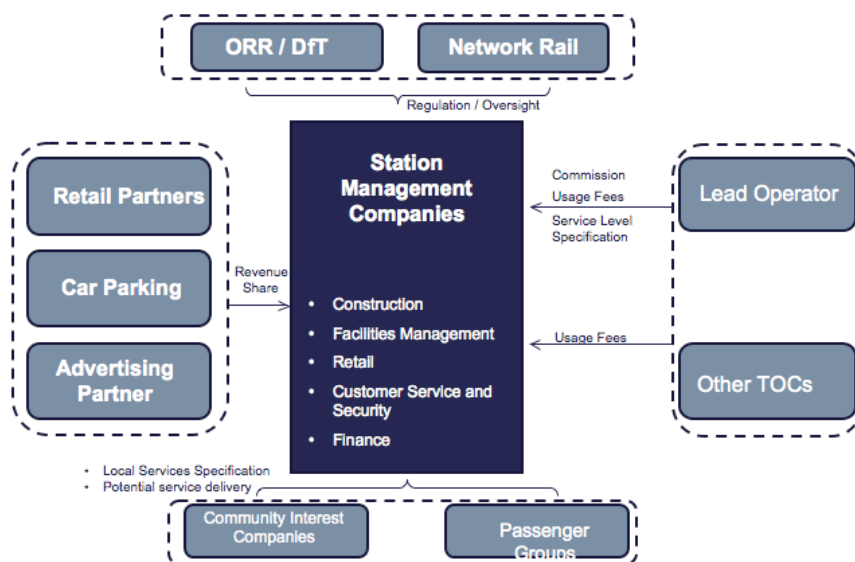 ORR / DfT
Network Rail
Regulation / Oversight
Station
Management
Companies
• Construction
• Facilities Management
• Retail
• Customer Service and
Security
• Finance
Retail Partners
Car Parking
Advertising
Partner
Revenue
Share
Commission
Usage Fees
Service Level
Specification
Lead Operator
Usage Fees
Other TOCs
• Local Services Specification
• Potential service delivery
Community Interest
Companies
Passenger
Groups